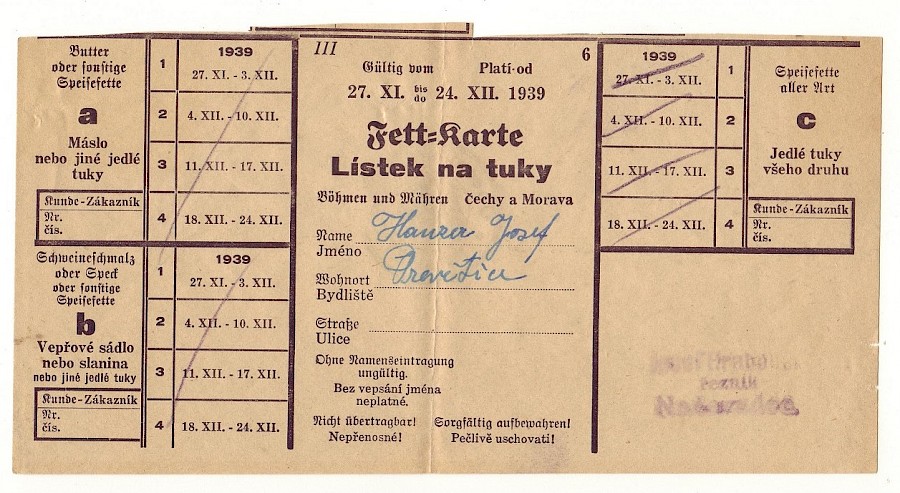 Butter
oder sonstige
Speisefette
a
Máslo
nebo jiné jedlé
tuky
Kunde-Zákazník
Nr.
čís.
1
2
3
4
1939
27. XI. - 3. XII.
4. XII. - 10. XII.
11. XII. - 17. XII.
18. XII. - 24. XII.
Schweineschmalz
oder Speck
oder sonstige
Speisefette
b
Vepřové sádlo
nebo slanina
nebo jiné jedlé tuky
Kunde-Zákazník
Nr.
čís.
1
2
3
4
1939
27. XI. - 3. XII.
4. XII. - 10. XII.
11. XII. - 17. XII.
18. XII. - 24. XII.
III
6
Gültig vom Platí od
27. XI. bis do 24. XII. 1939
Fett-Karte
Lístek na tuky
Böhmen und Mähren Čechy a Morava
Name Josef
Jméno
Wohnort
Bydliště
Straße
Ulice
Ohne Namenseintragung
ungültig.
Bez vepsání jména
neplatné.
Nicht übertragbar! Sorgfältig aufbewahren!
Nepřenosné! Pečlivě uschovati!
1939
27. XI. - 3. XII.
4. XII. - 10. XII.
11. XII. - 17. XII.
18. XII. - 24. XII.
1
2
3
4
Speisefette
aller Art
c
Jedlé tuky
všeho druhu
Kunde-Zákazník
Nr.
čís.
řezník